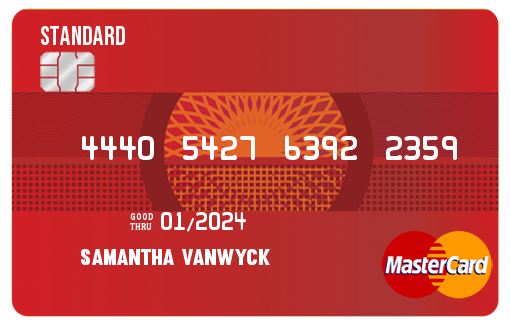 STANDARD
4440 5427 6392 2359
GOOD THRU 01/2024
SAMANTHA VANWYCK
MasterCard